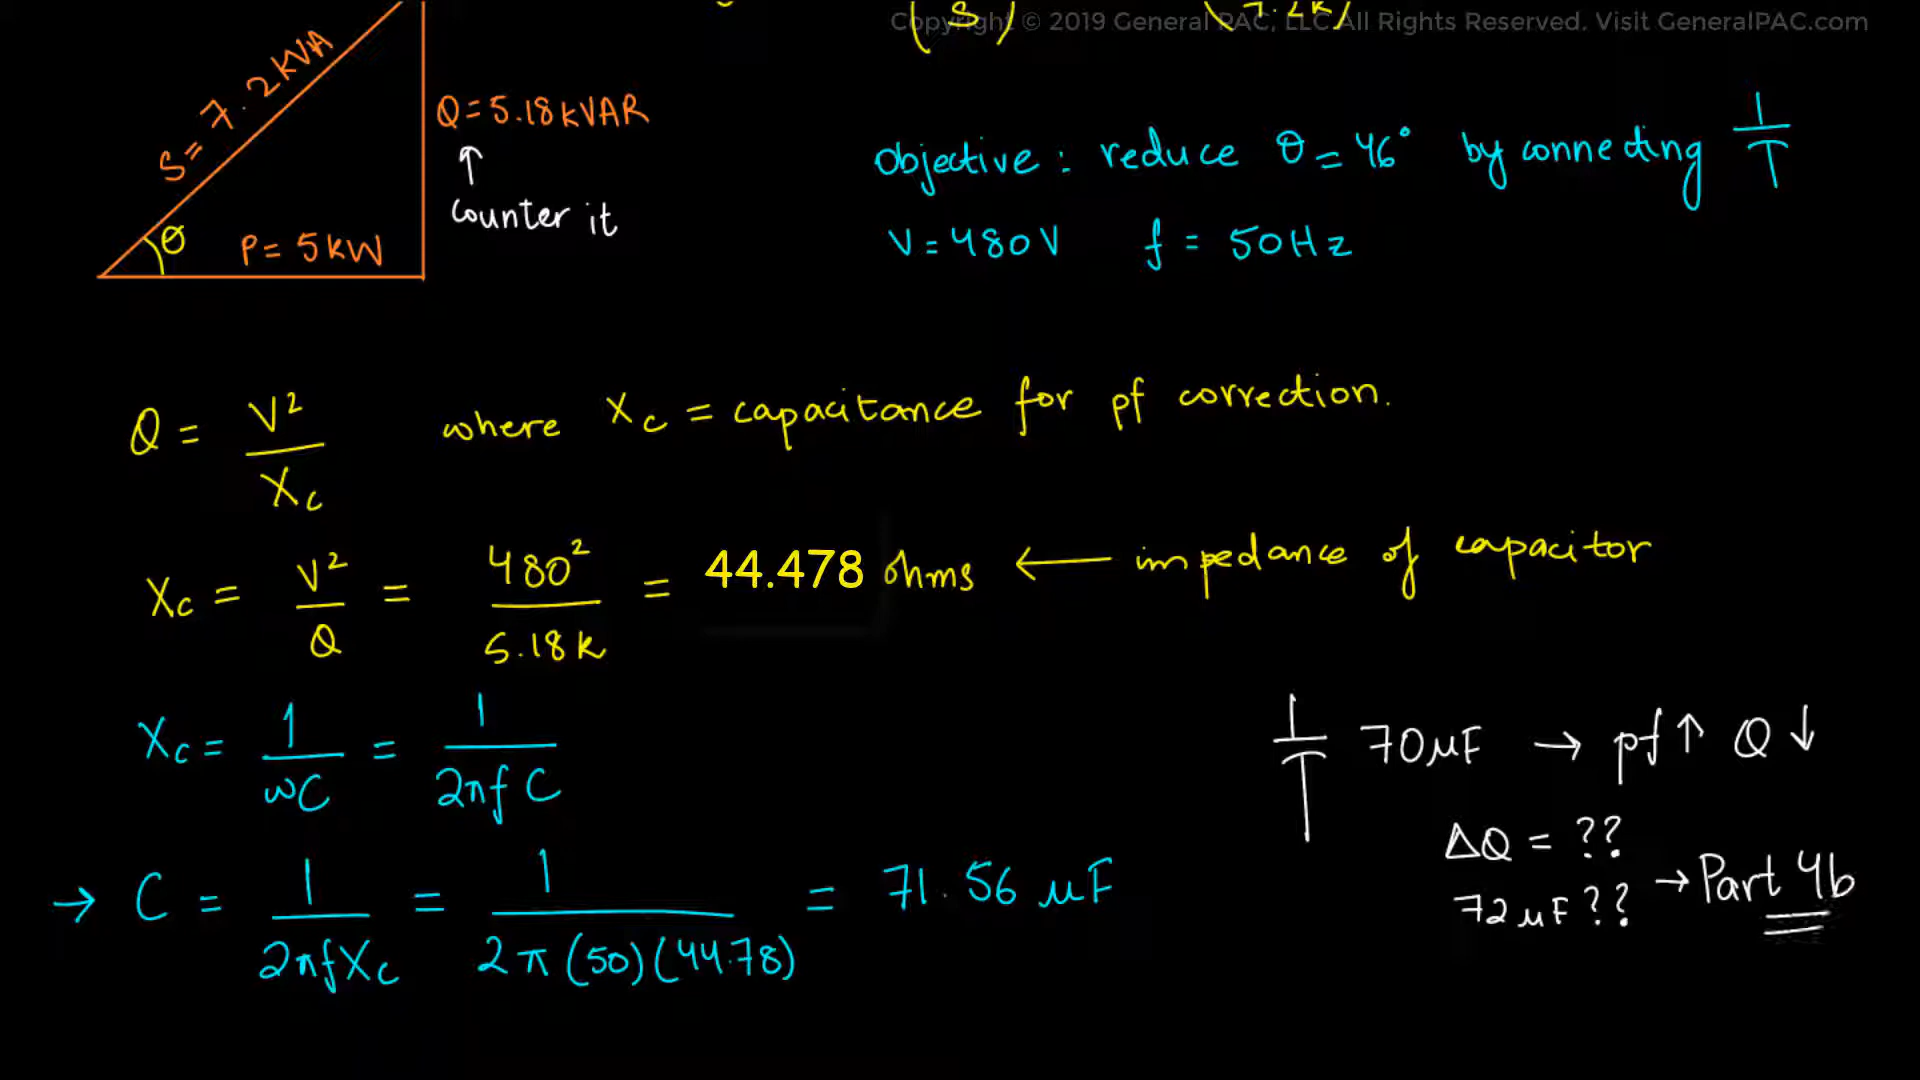 Copyright © 2019 General PAC, LLC All Rights Reserved. Visit GeneralPAC.com
(S) (7.2k)
S = 7.2kVA
Q = 5.18kVAR
↑
counter it
θ
P = 5kW
objective : reduce θ = 46° by connecting
V = 480V f = 50Hz
Q = V² / Xc where Xc = capacitance for pf correction.
Xc = V² / Q = 480² / 5.18k = 44.478 ohms ← impedance of capacitor
Xc = 1 / ωC = 1 / 2πfC
70μF → pf↑ Q↓
ΔQ = ??
72μF ?? → Part 4b
→ C = 1 / 2πfXc = 1 / 2π(50)(44.78) = 71.56 μF